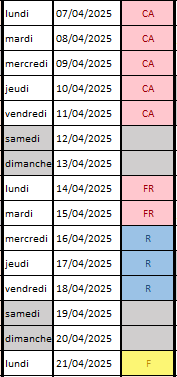 lundi 07/04/2025 CA
mardi 08/04/2025 CA
mercredi 09/04/2025 CA
jeudi 10/04/2025 CA
vendredi 11/04/2025 CA
samedi 12/04/2025
dimanche 13/04/2025
lundi 14/04/2025 FR
mardi 15/04/2025 FR
mercredi 16/04/2025 R
jeudi 17/04/2025 R
vendredi 18/04/2025 R
samedi 19/04/2025
dimanche 20/04/2025
lundi 21/04/2025 F